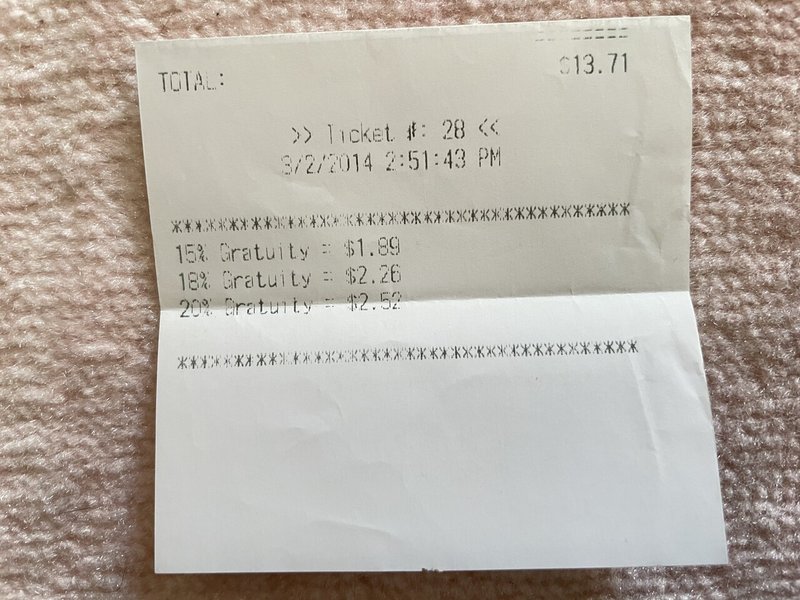 ========
TOTAL: $13.71
>> Ticket #: 28 <<
3/2/2014 2:51:43 PM
****************************************
15% Gratuity = $1.89
18% Gratuity = $2.26
20% Gratuity = $2.52
****************************************